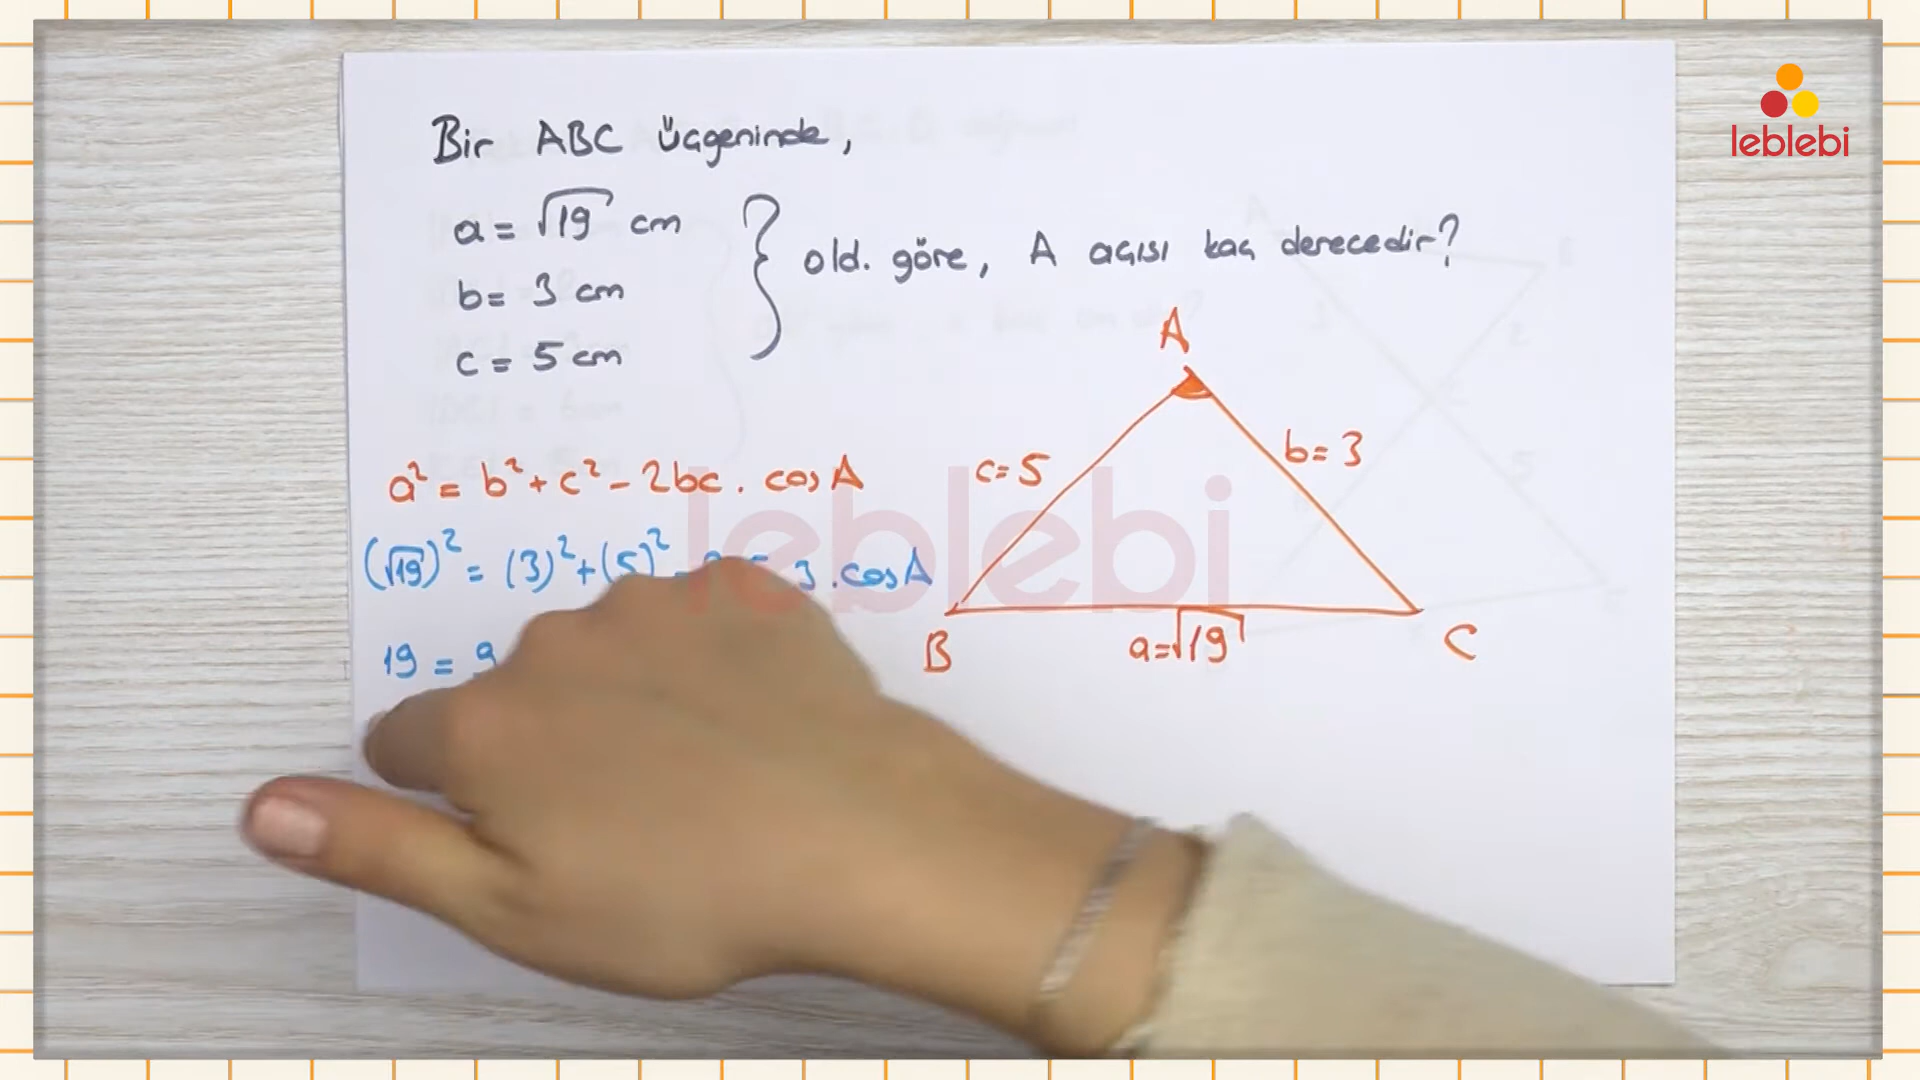 leblebi
Bir ABC üçgeninde,
a = √19 cm
b = 3 cm
c = 5 cm
old. göre, A açısı kaç derecedir?
A
c = 5
b = 3
B
a = √19
C
a² = b² + c² - 2bc . cos A
(√19)² = (3)² + (5)² - 3 . cos A
19 = 9
leblebi